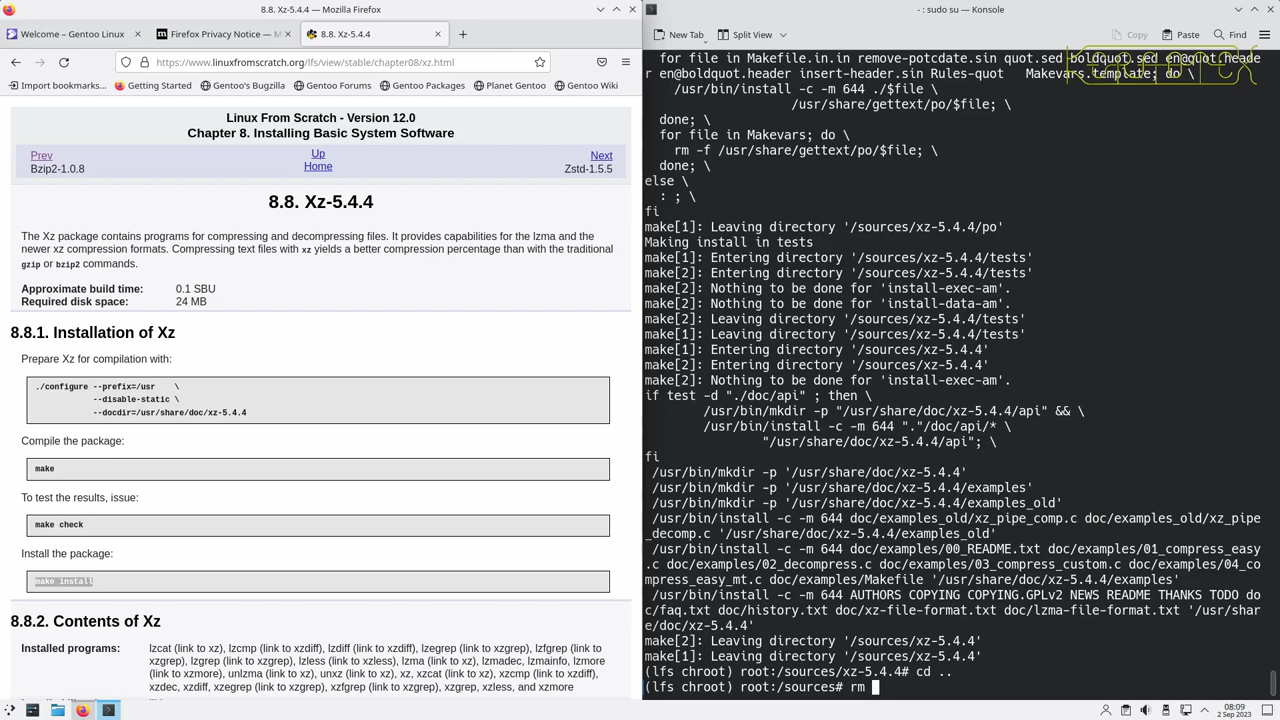 8.8. Xz-5.4.4 — Mozilla Firefox
Welcome – Gentoo Linux
Firefox Privacy Notice — M
8.8. Xz-5.4.4
https://www.linuxfromscratch.org/lfs/view/stable/chapter08/xz.html
Import bookmarks...
Getting Started
Gentoo's Bugzilla
Gentoo Forums
Gentoo Packages
Planet Gentoo
Gentoo Wiki
Linux From Scratch - Version 12.0
Chapter 8. Installing Basic System Software
Prev
Up
Next
Bzip2-1.0.8
Home
Zstd-1.5.5
8.8. Xz-5.4.4
The Xz package contains programs for compressing and decompressing files. It provides capabilities for the lzma and the
newer xz compression formats. Compressing text files with xz yields a better compression percentage than with the traditional
gzip or bzip2 commands.
Approximate build time: 0.1 SBU
Required disk space: 24 MB
8.8.1. Installation of Xz
Prepare Xz for compilation with:
./configure --prefix=/usr \
--disable-static \
--docdir=/usr/share/doc/xz-5.4.4
Compile the package:
make
To test the results, issue:
make check
Install the package:
make install
8.8.2. Contents of Xz
Installed programs: lzcat (link to xz), lzcmp (link to xzdiff), lzdiff (link to xzdiff), lzegrep (link to xzgrep), lzfgrep (link to
xzgrep), lzgrep (link to xzgrep), lzless (link to xzless), lzma (link to xz), lzmadec, lzmainfo, lzmore
(link to xzmore), unlzma (link to xz), unxz (link to xz), xz, xzcat (link to xz), xzcmp (link to xzdiff),
xzdec, xzdiff, xzegrep (link to xzgrep), xzfgrep (link to xzgrep), xzgrep, xzless, and xzmore
- : sudo su — Konsole
New Tab
Split View
Copy
Paste
Find
for file in Makefile.in.in remove-potcdate.sin quot.sed boldquot.sed en@quot.heade
r en@boldquot.header insert-header.sin Rules-quot   Makevars.template; do \
/usr/bin/install -c -m 644 ./$file \
/usr/share/gettext/po/$file; \
done; \
for file in Makevars; do \
rm -f /usr/share/gettext/po/$file; \
done; \
else \
: ; \
fi
make[1]: Leaving directory '/sources/xz-5.4.4/po'
Making install in tests
make[1]: Entering directory '/sources/xz-5.4.4/tests'
make[2]: Entering directory '/sources/xz-5.4.4/tests'
make[2]: Nothing to be done for 'install-exec-am'.
make[2]: Nothing to be done for 'install-data-am'.
make[2]: Leaving directory '/sources/xz-5.4.4/tests'
make[1]: Leaving directory '/sources/xz-5.4.4/tests'
make[1]: Entering directory '/sources/xz-5.4.4'
make[2]: Entering directory '/sources/xz-5.4.4'
make[2]: Nothing to be done for 'install-exec-am'.
if test -d "./doc/api" ; then \
/usr/bin/mkdir -p "/usr/share/doc/xz-5.4.4/api" && \
/usr/bin/install -c -m 644 "."/doc/api/* \
"/usr/share/doc/xz-5.4.4/api"; \
fi
/usr/bin/mkdir -p '/usr/share/doc/xz-5.4.4'
/usr/bin/mkdir -p '/usr/share/doc/xz-5.4.4/examples'
/usr/bin/mkdir -p '/usr/share/doc/xz-5.4.4/examples_old'
/usr/bin/install -c -m 644 doc/examples_old/xz_pipe_comp.c doc/examples_old/xz_pipe
_decomp.c '/usr/share/doc/xz-5.4.4/examples_old'
/usr/bin/install -c -m 644 doc/examples/00_README.txt doc/examples/01_compress_easy
.c doc/examples/02_decompress.c doc/examples/03_compress_custom.c doc/examples/04_co
mpress_easy_mt.c doc/examples/Makefile '/usr/share/doc/xz-5.4.4/examples'
/usr/bin/install -c -m 644 AUTHORS COPYING COPYING.GPLv2 NEWS README THANKS TODO do
c/faq.txt doc/history.txt doc/xz-file-format.txt doc/lzma-file-format.txt '/usr/shar
e/doc/xz-5.4.4'
make[2]: Leaving directory '/sources/xz-5.4.4'
make[1]: Leaving directory '/sources/xz-5.4.4'
(lfs chroot) root:/sources/xz-5.4.4# cd ..
(lfs chroot) root:/sources# rm
08:09
2 Sep 2023